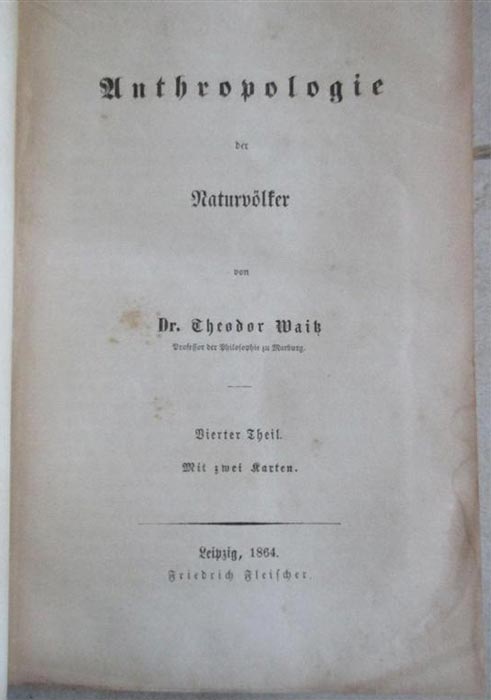 Anthropologie
der
Naturvölker
von
Dr. Theodor Waitz
Professor der Philosophie zu Marburg.
Vierter Theil.
Mit zwei Karten.
Leipzig, 1864.
Friedrich Fleischer.